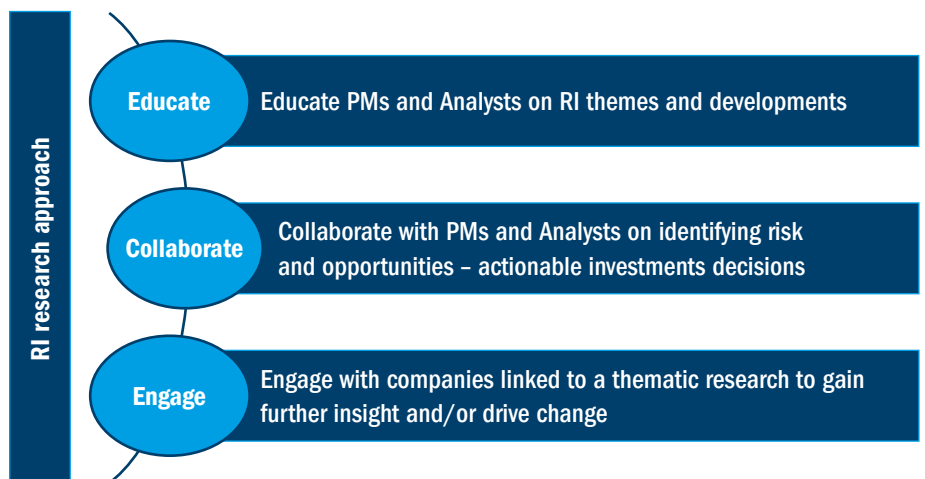 RI research approach
Educate
Educate PMs and Analysts on RI themes and developments
Collaborate
Collaborate with PMs and Analysts on identifying risk
and opportunities – actionable investments decisions
Engage
Engage with companies linked to a thematic research to gain
further insight and/or drive change